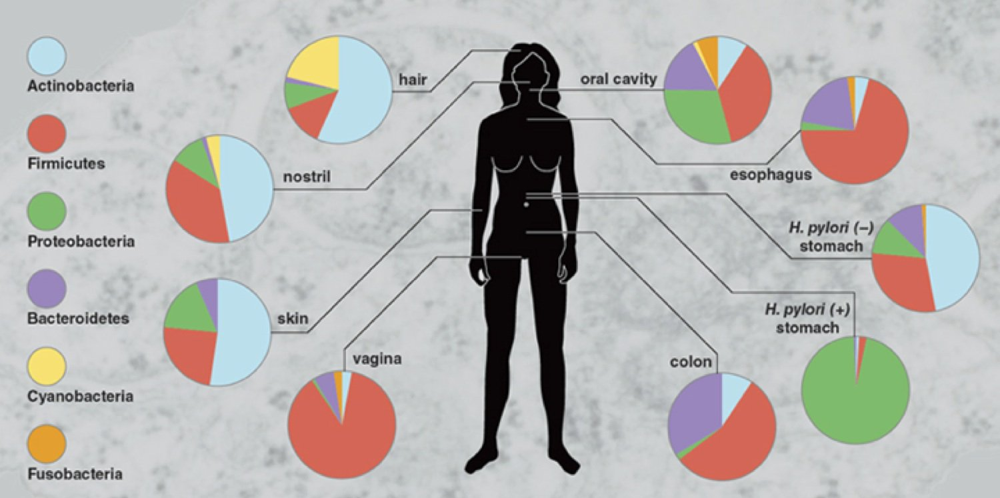 Actinobacteria
Firmicutes
Proteobacteria
Bacteroidetes
Cyanobacteria
Fusobacteria
hair
nostril
skin
vagina
oral cavity
esophagus
H. pylori (–)
stomach
H. pylori (+)
stomach
colon